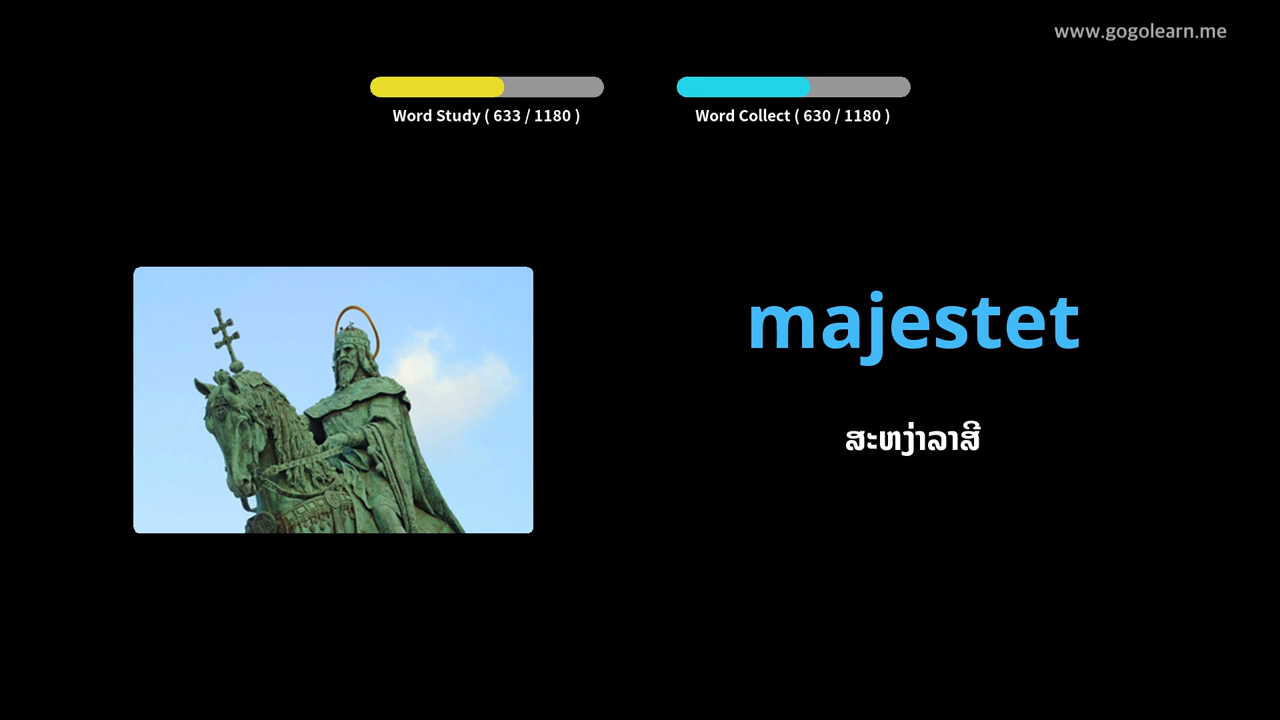 www.gogolearn.me
Word Study ( 633 / 1180 )
Word Collect ( 630 / 1180 )
majestet
ສະຫງ່າລາສີ